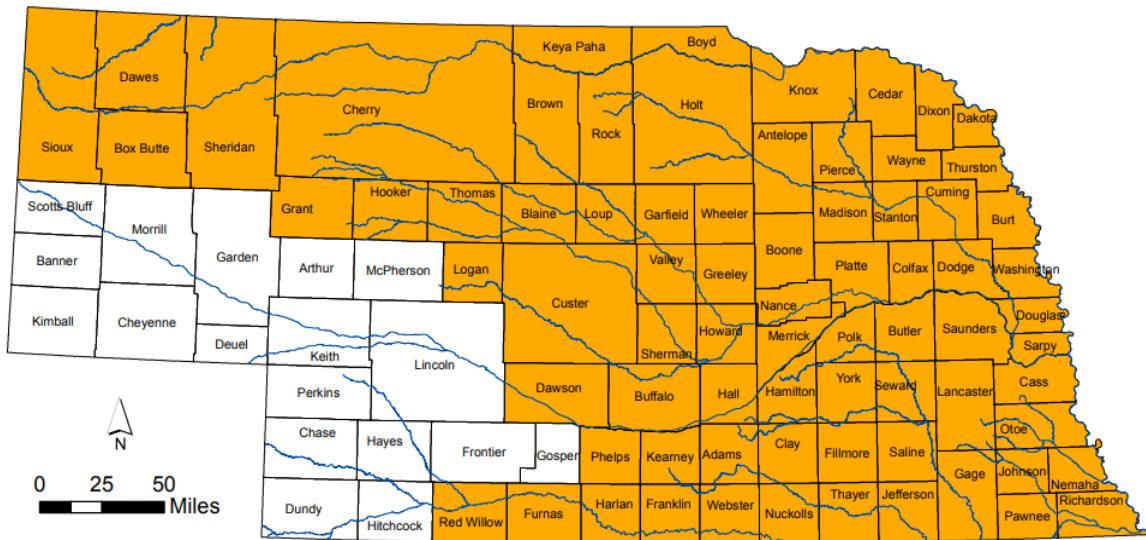 Keya Paha
Boyd
Dawes
Knox
Cedar
Dixon
Dakota
Cherry
Brown
Rock
Holt
Sioux
Box Butte
Sheridan
Antelope
Pierce
Wayne
Thurston
Scotts Bluff
Grant
Hooker
Thomas
Blaine
Loup
Garfield
Wheeler
Madison
Stanton
Cuming
Burt
Morrill
Garden
Arthur
McPherson
Logan
Valley
Greeley
Boone
Platte
Colfax
Dodge
Washington
Banner
Custer
Nance
Kimball
Cheyenne
Deuel
Keith
Lincoln
Sherman
Howard
Merrick
Polk
Butler
Saunders
Douglas
Sarpy
Perkins
Dawson
Buffalo
Hall
Hamilton
York
Seward
Lancaster
Cass
N
Chase
Hayes
Frontier
Gosper
Phelps
Kearney
Adams
Clay
Fillmore
Saline
Otoe
0 25 50
Miles
Gage
Johnson
Nemaha
Dundy
Hitchcock
Red Willow
Furnas
Harlan
Franklin
Webster
Nuckolls
Thayer
Jefferson
Pawnee
Richardson